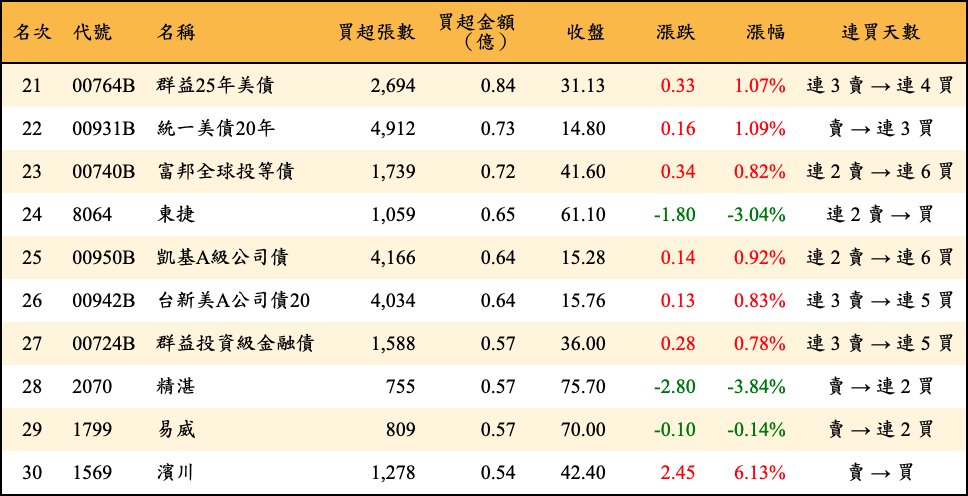 名次 代號 名稱 買超張數 買超金額（億） 收盤 漲跌 漲幅 連買天數
21 00764B 群益25年美債 2,694 0.84 31.13 0.33 1.07% 連 3 賣 → 連 4 買
22 00931B 統一美債20年 4,912 0.73 14.80 0.16 1.09% 賣 → 連 3 買
23 00740B 富邦全球投等債 1,739 0.72 41.60 0.34 0.82% 連 2 賣 → 連 6 買
24 8064 東捷 1,059 0.65 61.10 -1.80 -3.04% 連 2 賣 → 買
25 00950B 凱基A級公司債 4,166 0.64 15.28 0.14 0.92% 連 2 賣 → 連 6 買
26 00942B 台新美A公司債20 4,034 0.64 15.76 0.13 0.83% 連 3 賣 → 連 5 買
27 00724B 群益投資級金融債 1,588 0.57 36.00 0.28 0.78% 連 3 賣 → 連 5 買
28 2070 精湛 755 0.57 75.70 -2.80 -3.84% 賣 → 連 2 買
29 1799 易威 809 0.57 70.00 -0.10 -0.14% 賣 → 連 2 買
30 1569 濱川 1,278 0.54 42.40 2.45 6.13% 賣 → 買